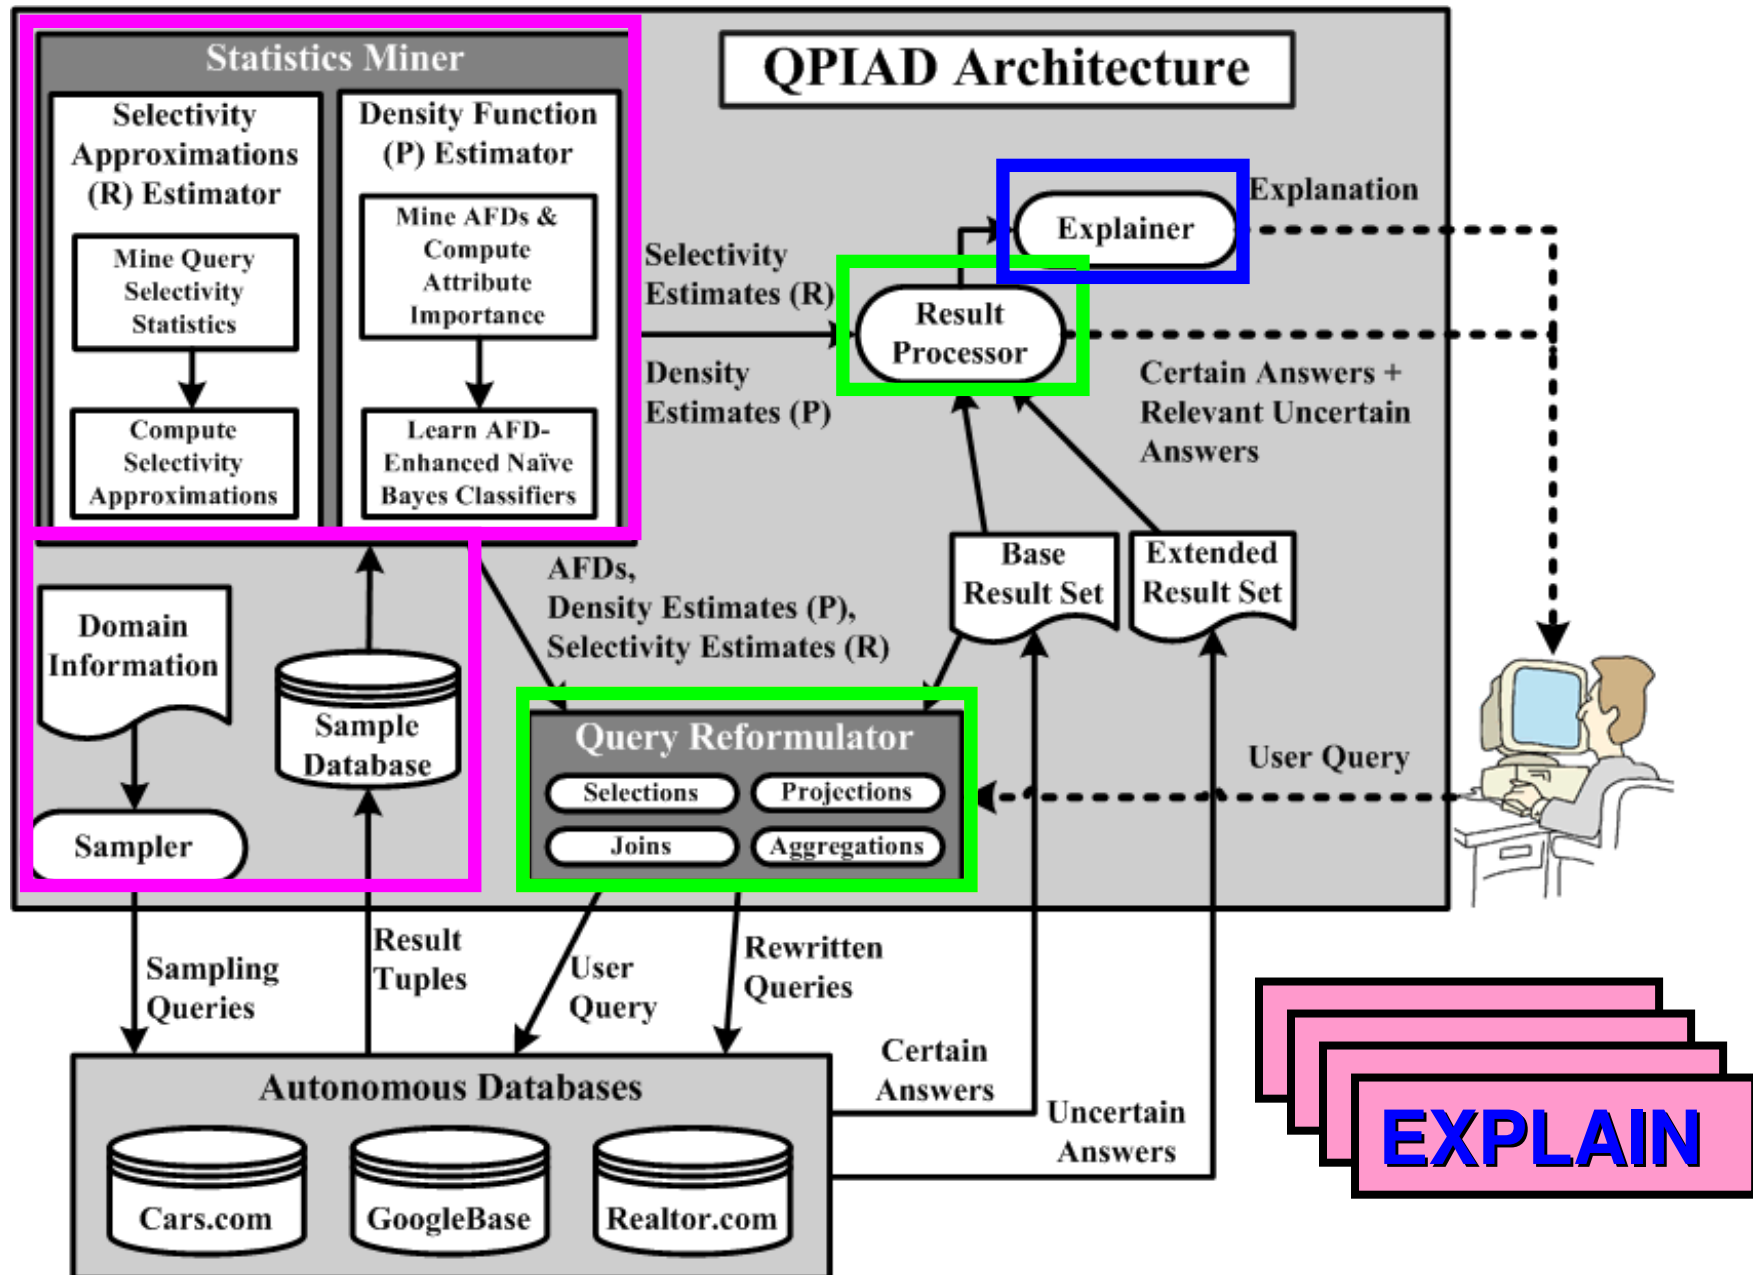 QPIAD Architecture
Statistics Miner
Selectivity
Approximations
(R) Estimator
Mine Query
Selectivity
Statistics
Compute
Selectivity
Approximations
Density Function
(P) Estimator
Mine AFDs &
Compute
Attribute
Importance
Learn AFD-
Enhanced Naïve
Bayes Classifiers
Selectivity
Estimates (R)
Density
Estimates (P)
Explainer
Explanation
Result
Processor
Certain Answers +
Relevant Uncertain
Answers
Base
Result Set
Extended
Result Set
AFDs,
Density Estimates (P),
Selectivity Estimates (R)
Domain
Information
Sample
Database
Sampler
Query Reformulator
Selections
Projections
Joins
Aggregations
User Query
Sampling
Queries
Result
Tuples
User
Query
Rewritten
Queries
Certain
Answers
Uncertain
Answers
Autonomous Databases
Cars.com
GoogleBase
Realtor.com
EXPLAIN